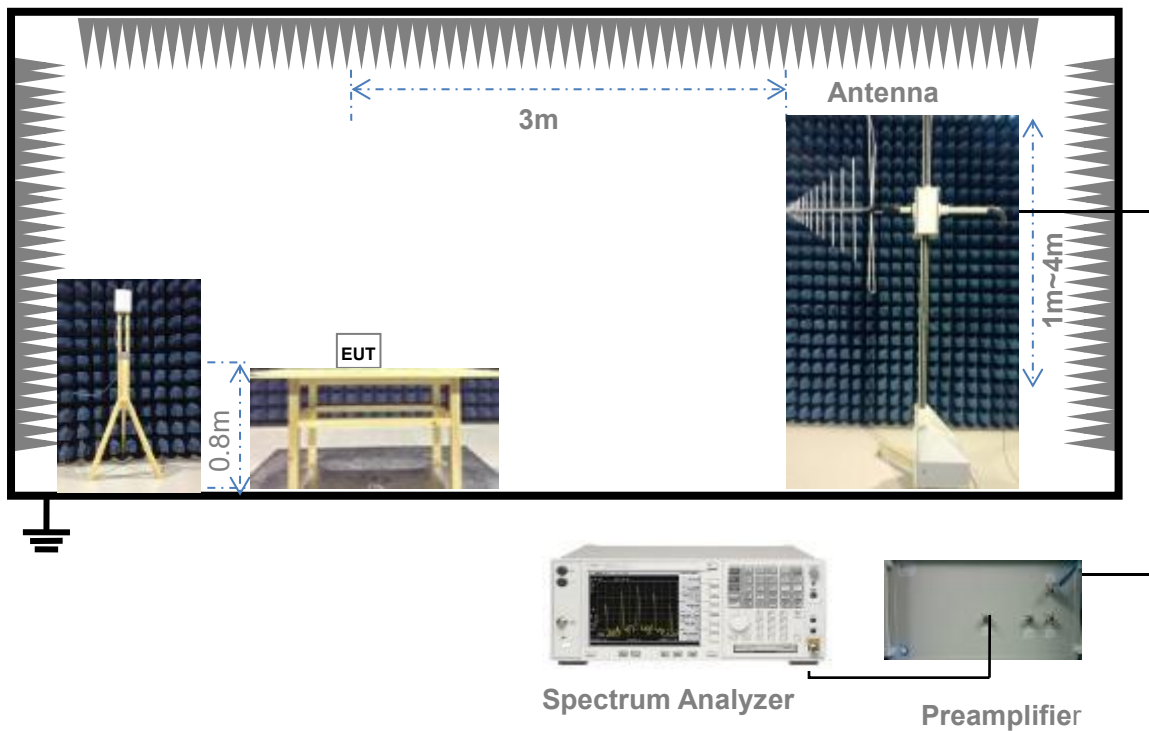 Antenna
3m
1m~4m
EUT
0.8m
Spectrum Analyzer
Preamplifier